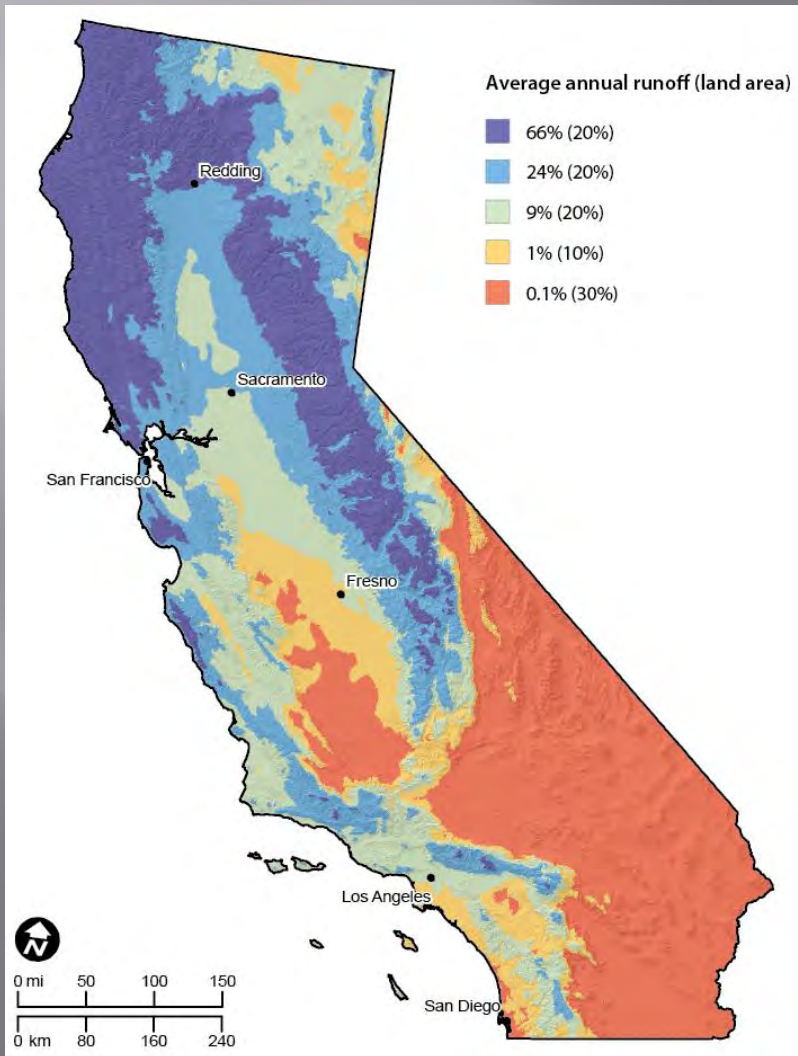 Average annual runoff (land area)
66% (20%)
24% (20%)
9% (20%)
1% (10%)
0.1% (30%)
Redding
Sacramento
San Francisco
Fresno
Los Angeles
San Diego
N
0 mi 50 100 150
0 km 80 160 240